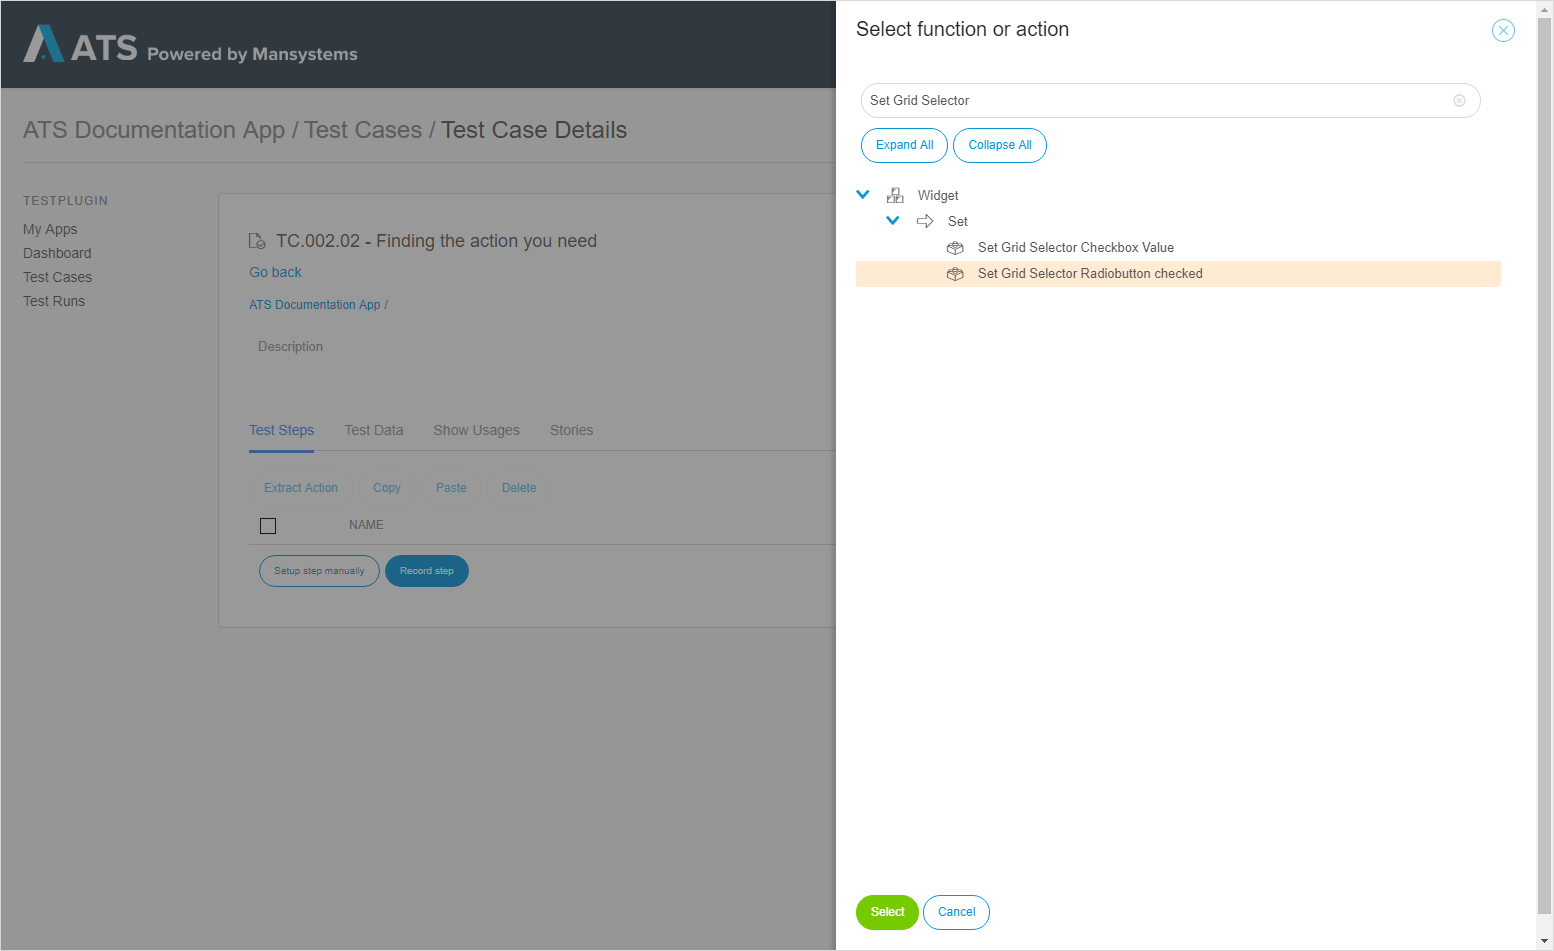 ATS Powered by Mansystems
ATS Documentation App / Test Cases / Test Case Details
TESTPLUGIN
My Apps
Dashboard
Test Cases
Test Runs
TC.002.02 - Finding the action you need
Go back
ATS Documentation App /
Description
Test Steps Test Data Show Usages Stories
Extract Action Copy Paste Delete
NAME
Setup step manually Record step
Select function or action
Set Grid Selector
Expand All Collapse All
Widget
Set
Set Grid Selector Checkbox Value
Set Grid Selector Radiobutton checked
Select Cancel